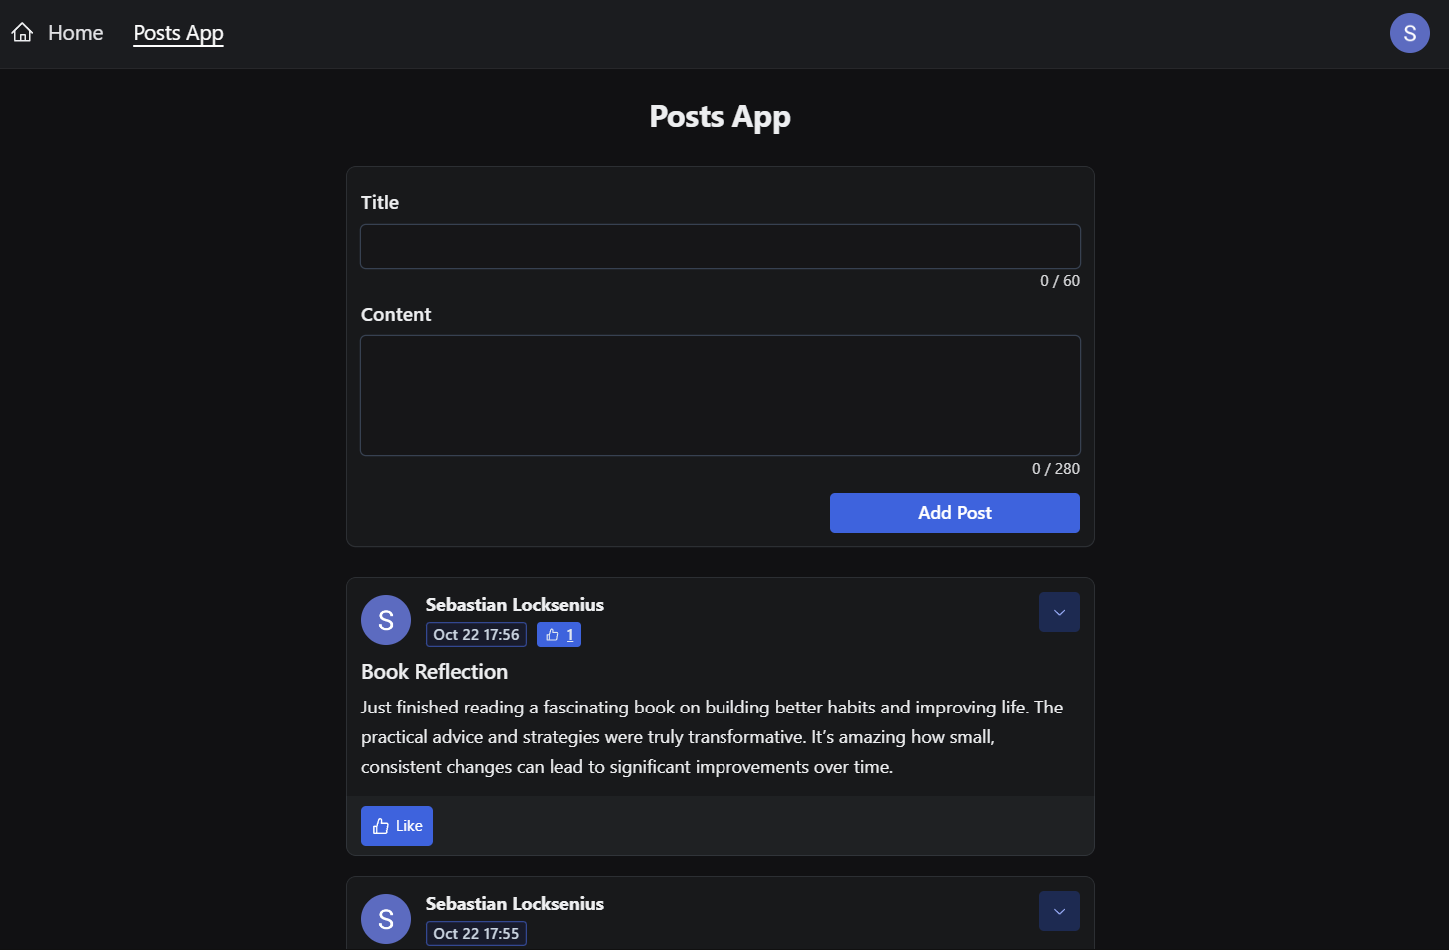 Home Posts App S
Posts App
Title
0 / 60
Content
0 / 280
Add Post
S Sebastian Locksenius
Oct 22 17:56 1
Book Reflection
Just finished reading a fascinating book on building better habits and improving life. The
practical advice and strategies were truly transformative. It’s amazing how small,
consistent changes can lead to significant improvements over time.
Like
S Sebastian Locksenius
Oct 22 17:55